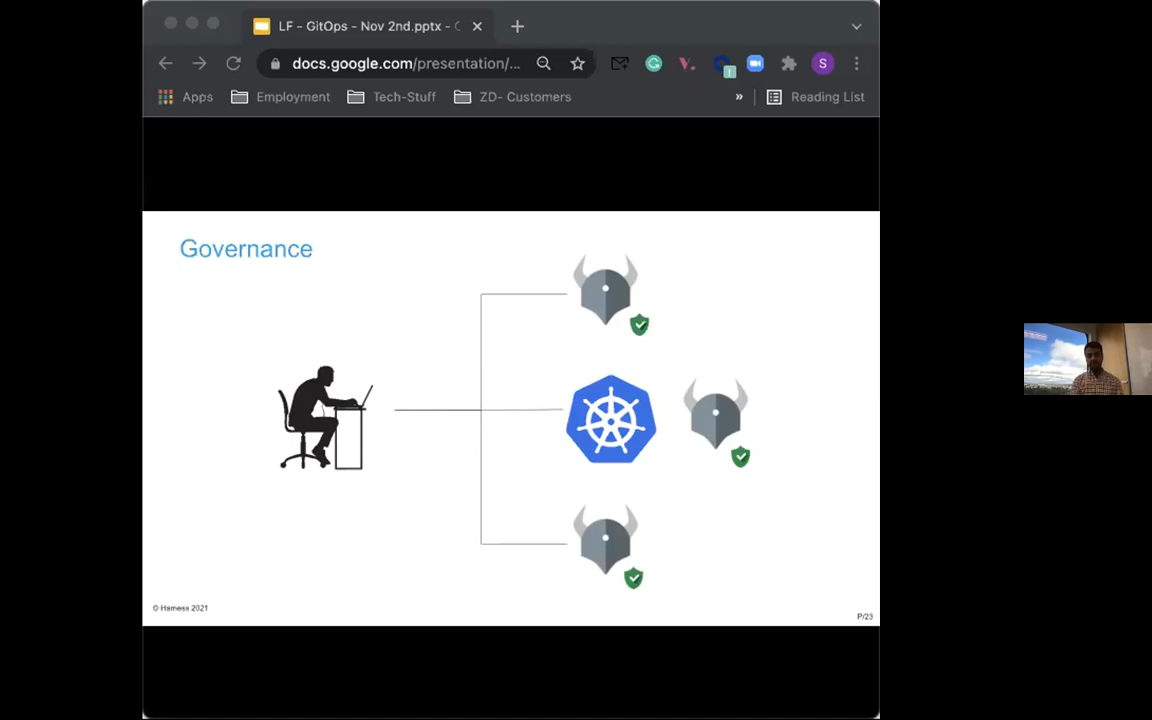 LF - GitOps - Nov 2nd.pptx -
docs.google.com/presentation/...
S
Apps
Employment
Tech-Stuff
ZD- Customers
»
Reading List
Governance
© Harness 2021
P/23